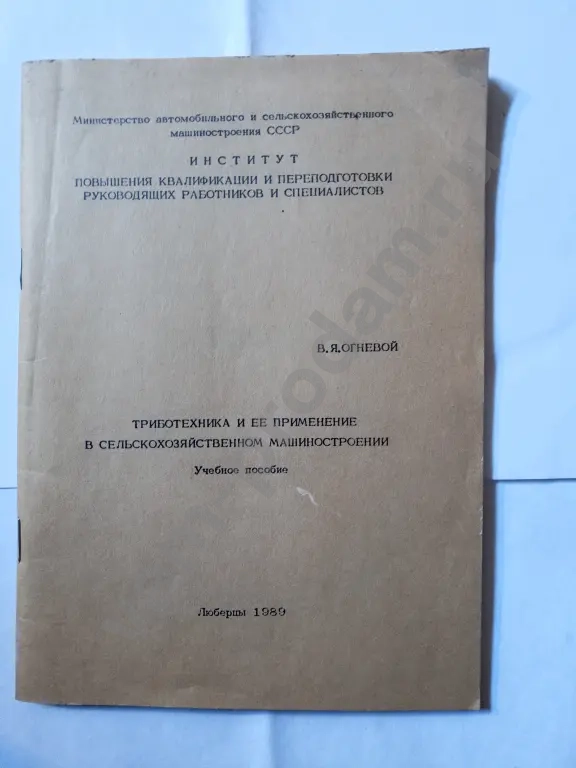 Министерство автомобильного и сельскохозяйственного
машиностроения СССР
ИНСТИТУТ
ПОВЫШЕНИЯ КВАЛИФИКАЦИИ И ПЕРЕПОДГОТОВКИ
РУКОВОДЯЩИХ РАБОТНИКОВ И СПЕЦИАЛИСТОВ
В.Я.ОГНЕВОЙ
ТРИБОТЕХНИКА И ЕЕ ПРИМЕНЕНИЕ
В СЕЛЬСКОХОЗЯЙСТВЕННОМ МАШИНОСТРОЕНИИ
Учебное пособие
Люберцы 1989